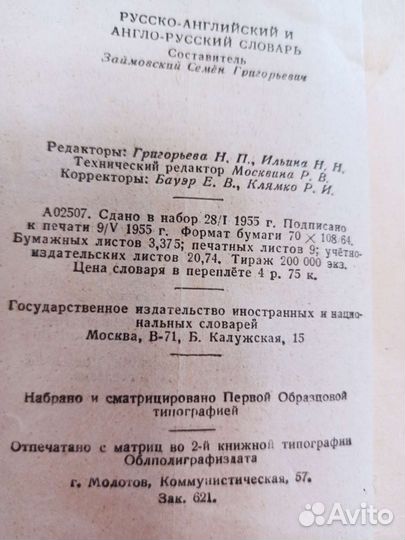 РУССКО-АНГЛИЙСКИЙ И
АНГЛО-РУССКИЙ СЛОВАРЬ
Составитель
Займовский Семён Григорьевич
Редакторы: Григорьева Н. П., Ильина Н. Н.
Технический редактор Москвина Р. В.
Корректоры: Бауэр Е. В., Клямко Р. И.
А02507. Сдано в набор 28/I 1955 г. Подписано
к печати 9/V 1955 г. Формат бумаги 70 × 108/64.
Бумажных листов 3,375; печатных листов 9; учётно-
издательских листов 20,74. Тираж 200 000 экз.
Цена словаря в переплёте 4 р. 75 к.
Государственное издательство иностранных и нацио-
нальных словарей
Москва, В-71, Б. Калужская, 15
Набрано и сматрицировано Первой Образцовой
типографией
Отпечатано с матриц во 2-й книжной типографии
Облполиграфиздата
г. Молотов, Коммунистическая, 57.
Зак. 621.
Avito